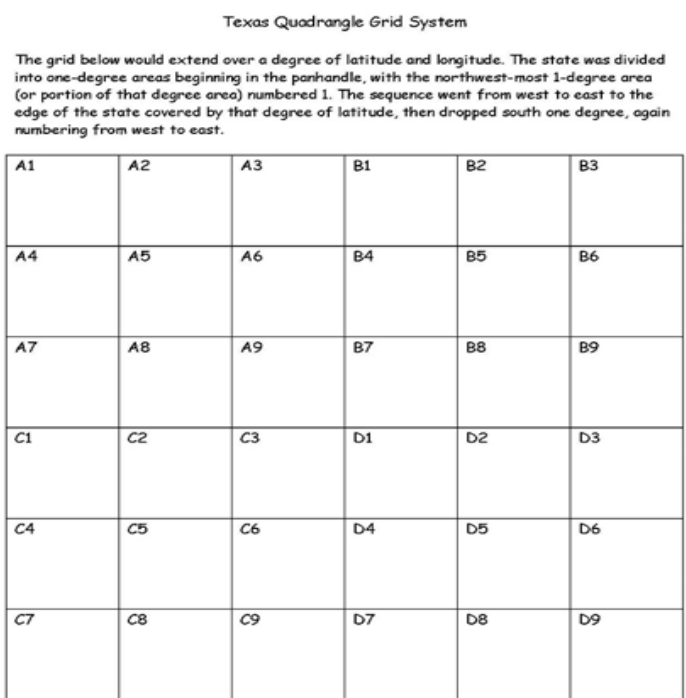 Texas Quadrangle Grid System
The grid below would extend over a degree of latitude and longitude. The state was divided
into one-degree areas beginning in the panhandle, with the northwest-most 1-degree area
(or portion of that degree area) numbered 1. The sequence went from west to east to the
edge of the state covered by that degree of latitude, then dropped south one degree, again
numbering from west to east.
A1 A2 A3 B1 B2 B3
A4 A5 A6 B4 B5 B6
A7 A8 A9 B7 B8 B9
C1 C2 C3 D1 D2 D3
C4 C5 C6 D4 D5 D6
C7 C8 C9 D7 D8 D9